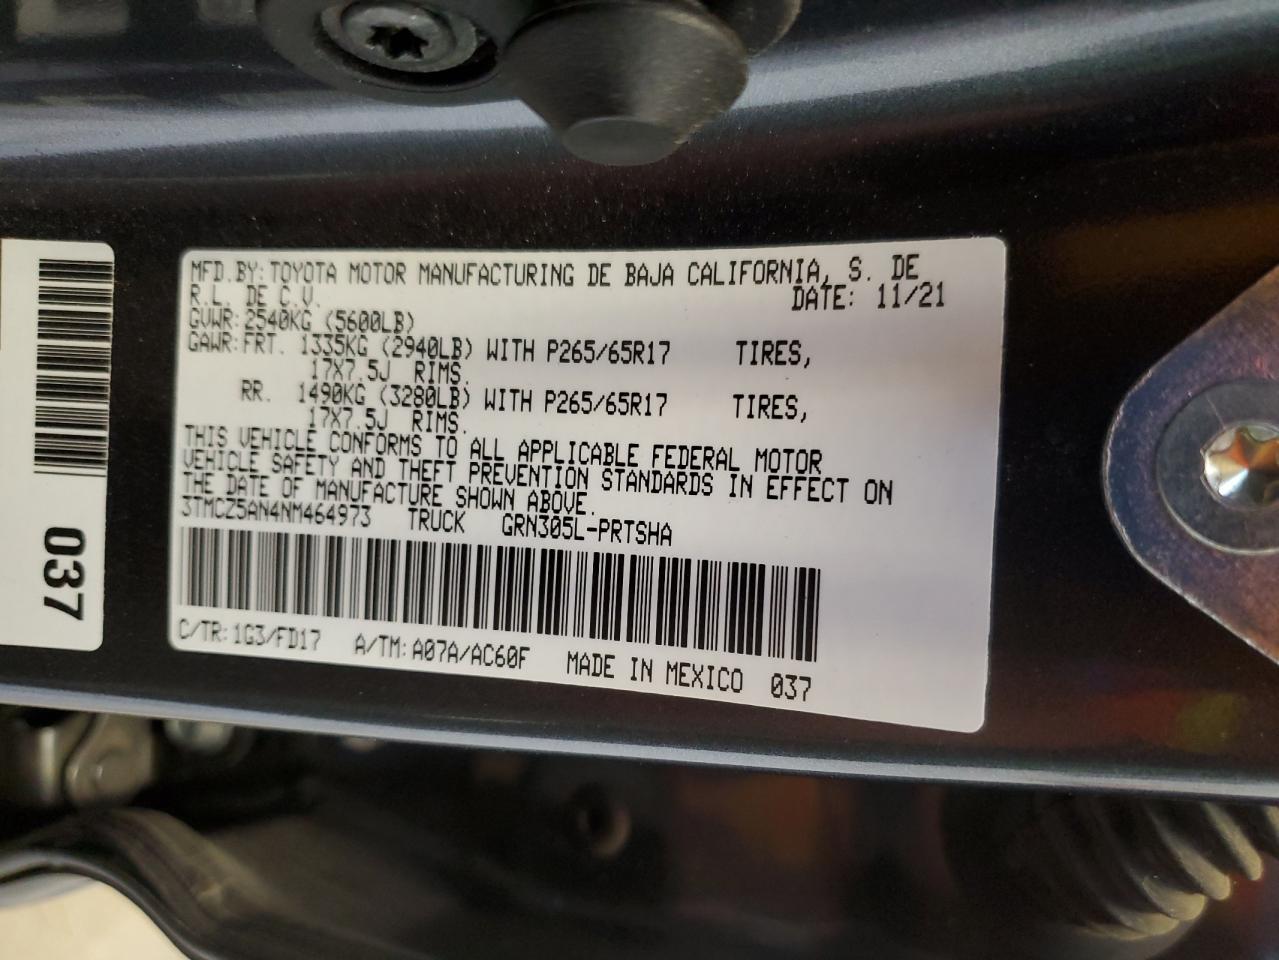 MFD.BY: TOYOTA MOTOR MANUFACTURING DE BAJA CALIFORNIA, S. DE
R.L. DE C.V. DATE: 11/21
GVWR: 2540KG (5600LB)
GAWR: FRT. 1335KG (2940LB) WITH P265/65R17 TIRES,
17X7.5J RIMS.
RR. 1490KG (3280LB) WITH P265/65R17 TIRES,
17X7.5J RIMS.
THIS VEHICLE CONFORMS TO ALL APPLICABLE FEDERAL MOTOR
VEHICLE SAFETY AND THEFT PREVENTION STANDARDS IN EFFECT ON
THE DATE OF MANUFACTURE SHOWN ABOVE.
3TMCZ5AN4NM464973 TRUCK GRN305L-PRTSHA
C/TR: 1G3/FD17 A/TM: A07A/AC60F MADE IN MEXICO 037
037